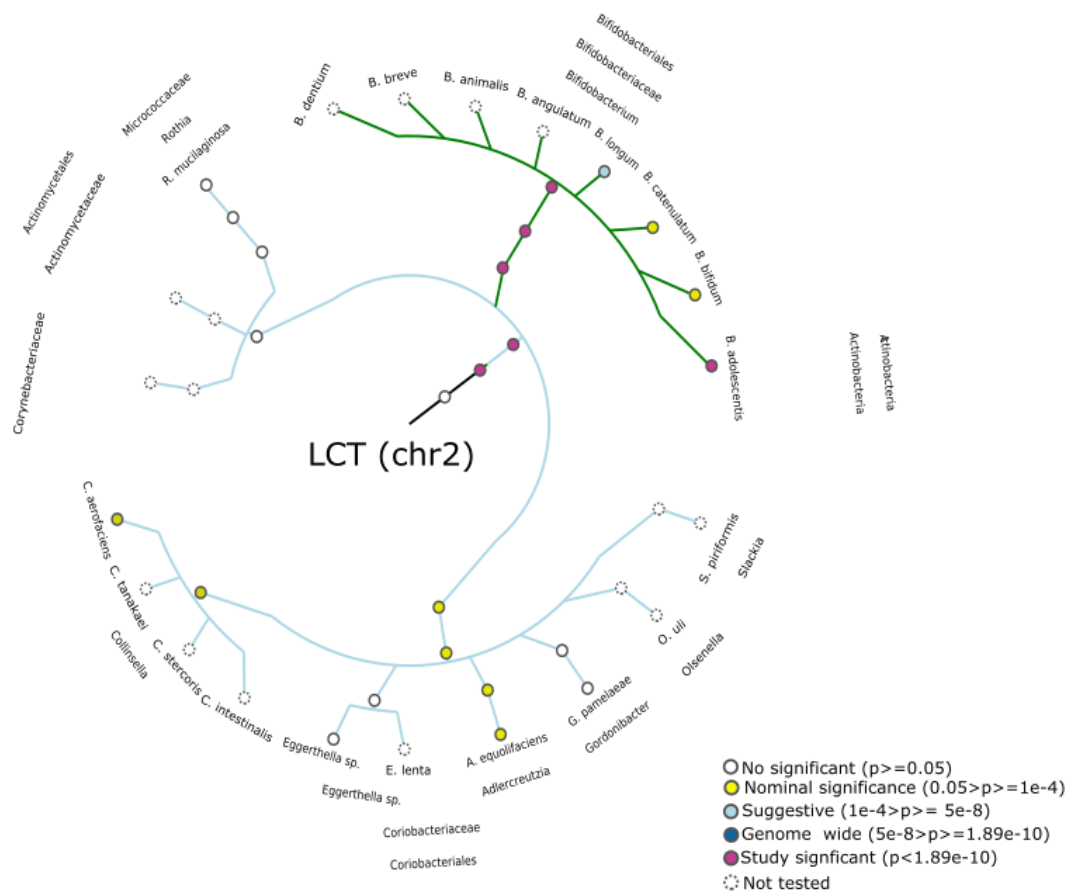 Bifidobacteriales
Bifidobacteriaceae
Bifidobacterium
B. dentium
B. breve
B. animalis
B. angulatum
B. longum
B. catenulatum
B. bifidum
B. adolescentis
Actinobacteria
Actinobacteria
Micrococcaceae
Rothia
R. mucilaginosa
Actinomycetales
Actinomycetaceae
Corynebacteriaceae
LCT (chr2)
C. aerofaciens
C. tanakaei
C. stercoris
C. intestinalis
Collinsella
Eggerthella sp.
E. lenta
Eggerthella sp.
A. equolifaciens
Adlercreutzia
G. pamelaeae
Gordonibacter
O. uli
Olsenella
S. piriformis
Slackia
Coriobacteriaceae
Coriobacteriales
No significant (p>=0.05)
Nominal significance (0.05>p>=1e-4)
Suggestive (1e-4>p>= 5e-8)
Genome wide (5e-8>p>=1.89e-10)
Study signficant (p<1.89e-10)
Not tested